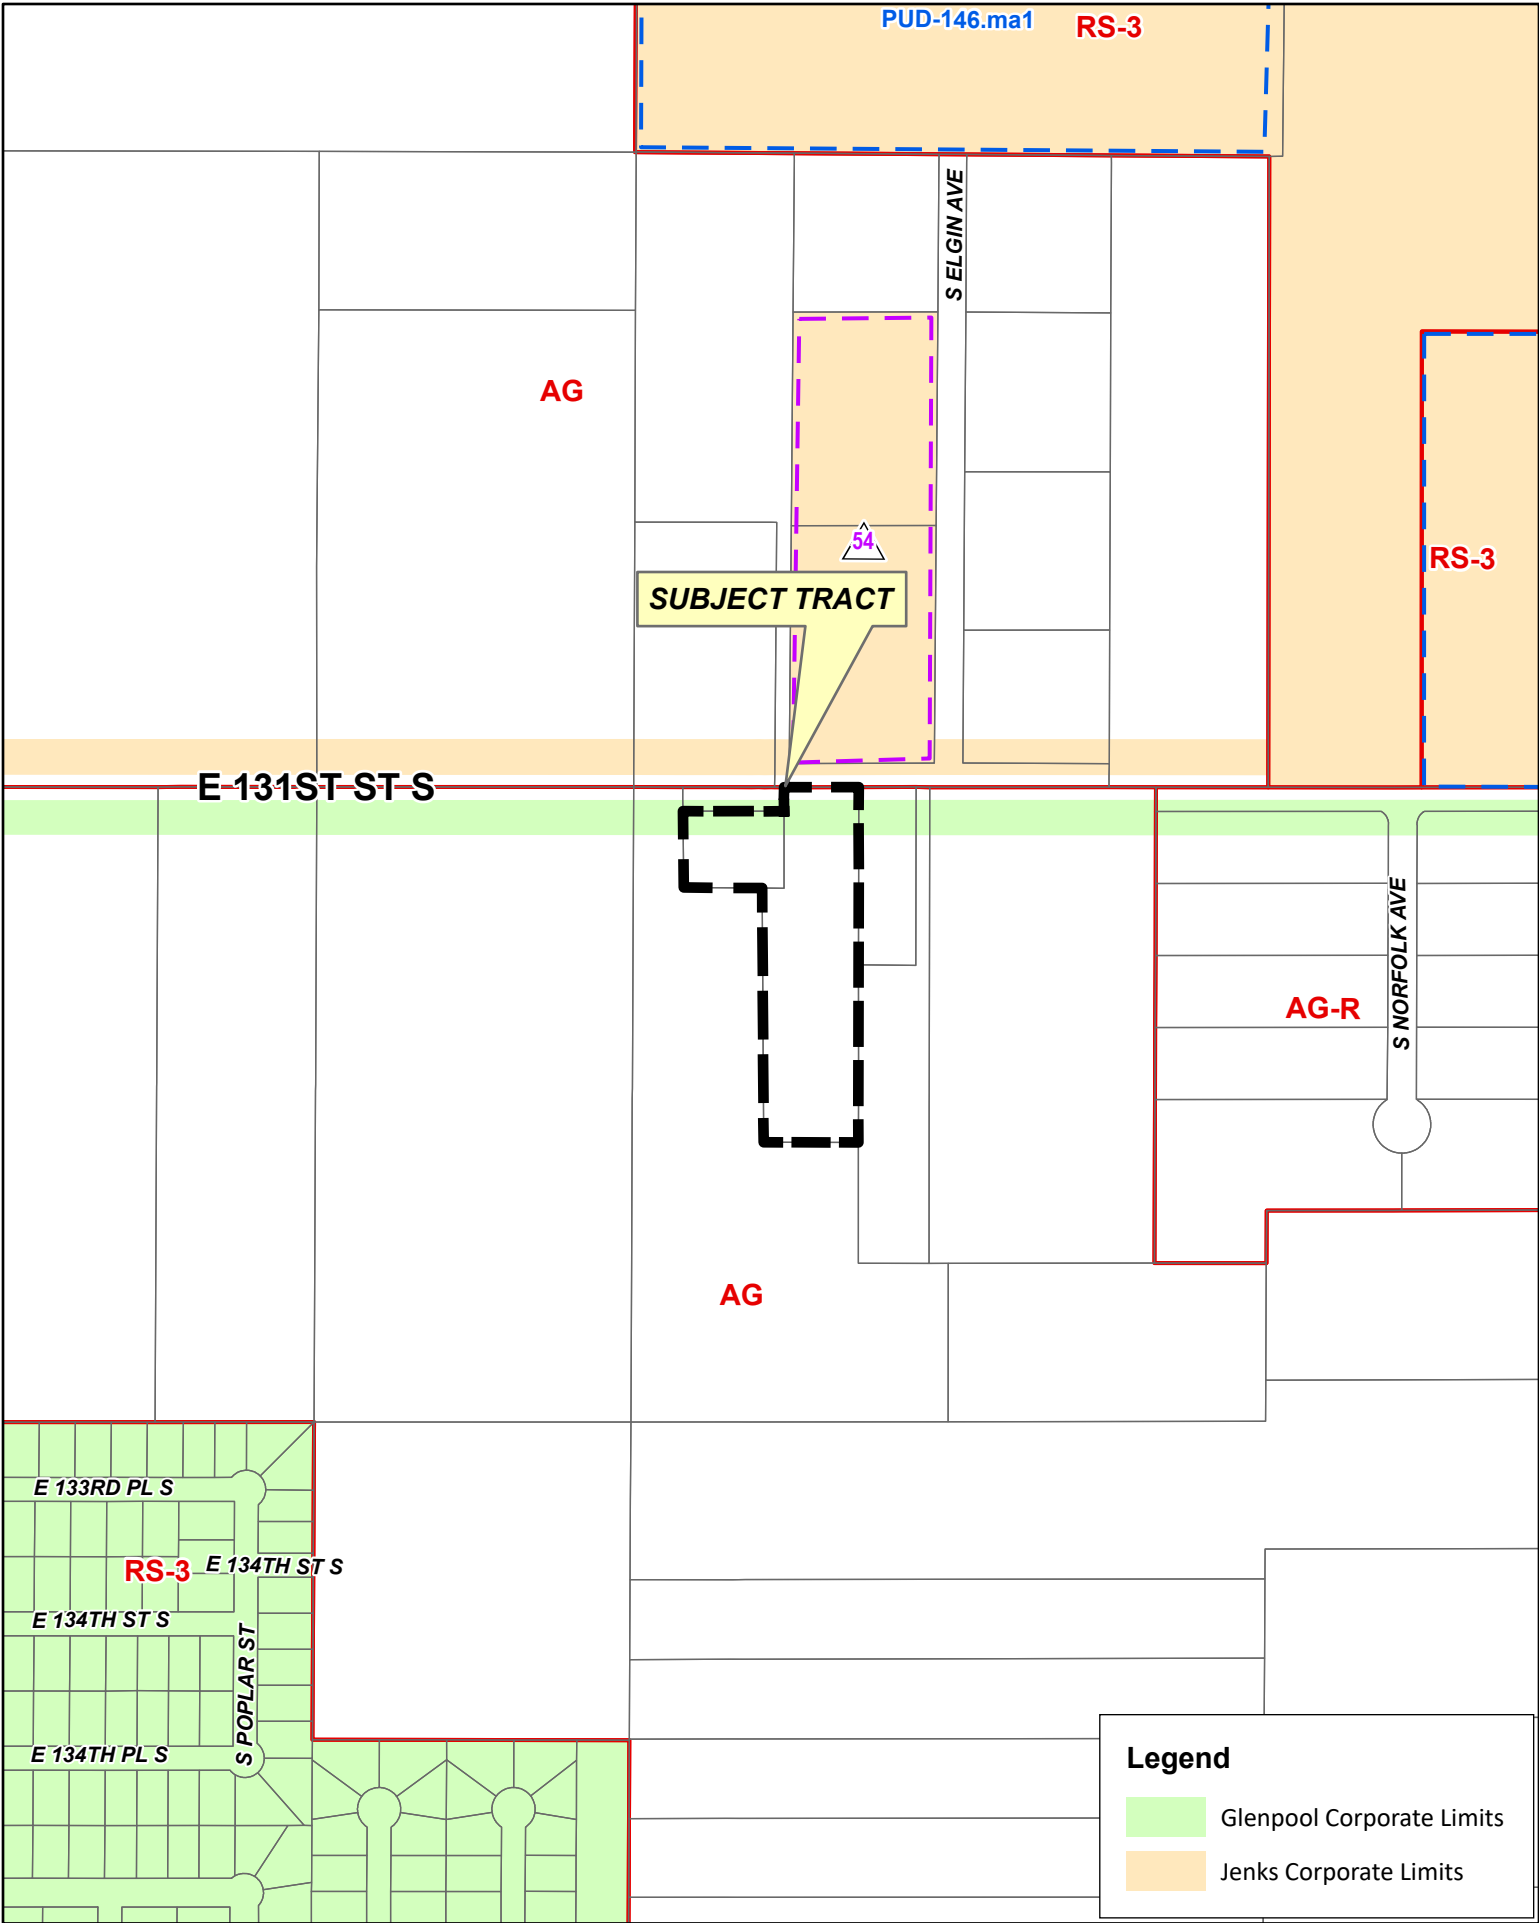 PUD-146.ma1
RS-3
S ELGIN AVE
AG
54
RS-3
SUBJECT TRACT
E 131ST ST S
S NORFOLK AVE
AG-R
AG
E 133RD PL S
RS-3
E 134TH ST S
E 134TH ST S
S POPLAR ST
E 134TH PL S
Legend
Glenpool Corporate Limits
Jenks Corporate Limits